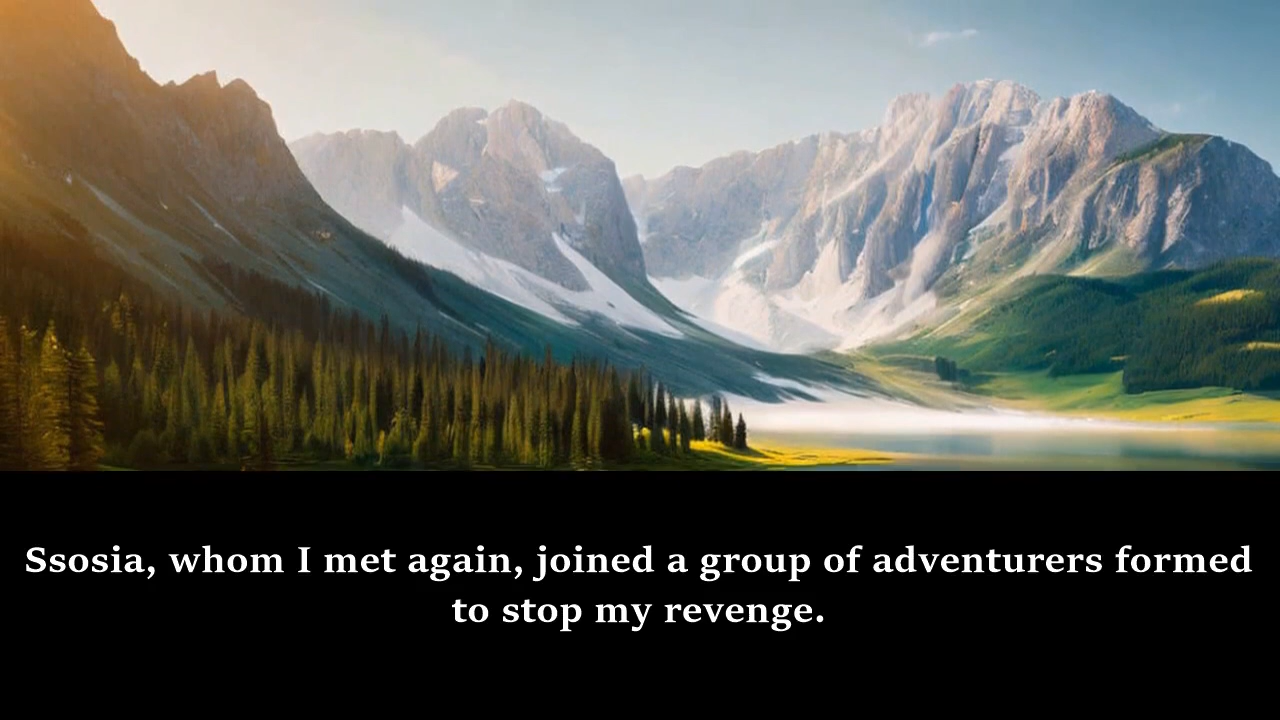 Ssosia, whom I met again, joined a group of adventurers formed
to stop my revenge.